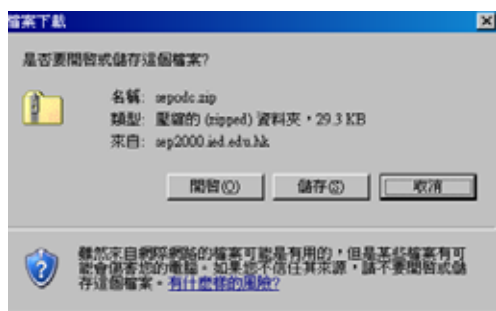 檔案下載
是否要開啟或儲存這個檔案?
名稱: sepodc.zip
類型: 壓縮的 (zipped) 資料夾,29.3 KB
來自: sep2000.ied.edu.hk
開啟(O)
儲存(S)
取消
雖然來自網際網路的檔案可能是有用的,但是某些檔案有可
能會傷害您的電腦。如果您不信任其來源,請不要開啟或儲
存這個檔案。有什麼樣的風險?